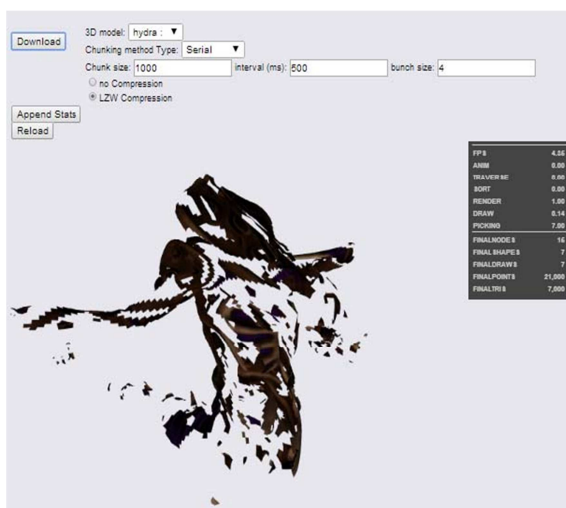 Download
3D model: hydra : ▼
Chunking method Type: Serial ▼
Chunk size: 1000 interval (ms): 500 bunch size: 4
no Compression
LZW Compression
Append Stats
Reload
FPS 4.56
ANIM 0.00
TRAVERSE 0.00
SORT 0.00
RENDER 1.00
DRAW 0.14
PICKING 7.00
FINALNODES 16
FINALSHAPES 7
FINALDRAWS 7
FINALPOINTS 21,000
FINALTRIS 7,000